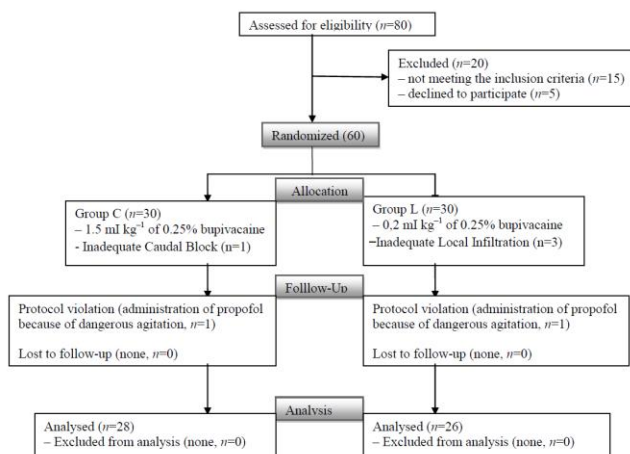 Assessed for eligibility (n=80)
Excluded (n=20)
– not meeting the inclusion criteria (n=15)
– declined to participate (n=5)
Randomized (60)
Allocation
Group C (n=30)
– 1.5 ml kg⁻¹ of 0.25% bupivacaine
- Inadequate Caudal Block (n=1)
Group L (n=30)
– 0.2 ml kg⁻¹ of 0.25% bupivacaine
–Inadequate Local Infiltration (n=3)
Folllow-Up
Protocol violation (administration of propofol
because of dangerous agitation, n=1)
Lost to follow-up (none, n=0)
Protocol violation (administration of propofol
because of dangerous agitation, n=1)
Lost to follow-up (none, n=0)
Analysis
Analysed (n=28)
– Excluded from analysis (none, n=0)
Analysed (n=26)
– Excluded from analysis (none, n=0)